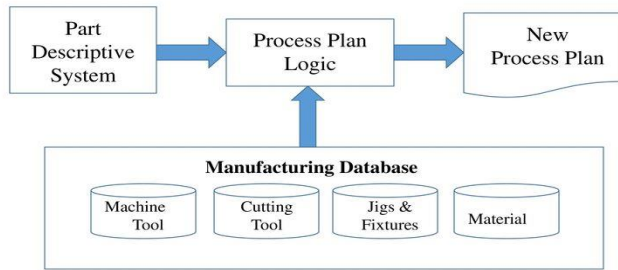 Part
Descriptive
System
Process Plan
Logic
New
Process Plan
Manufacturing Database
Machine
Tool
Cutting
Tool
Jigs &
Fixtures
Material